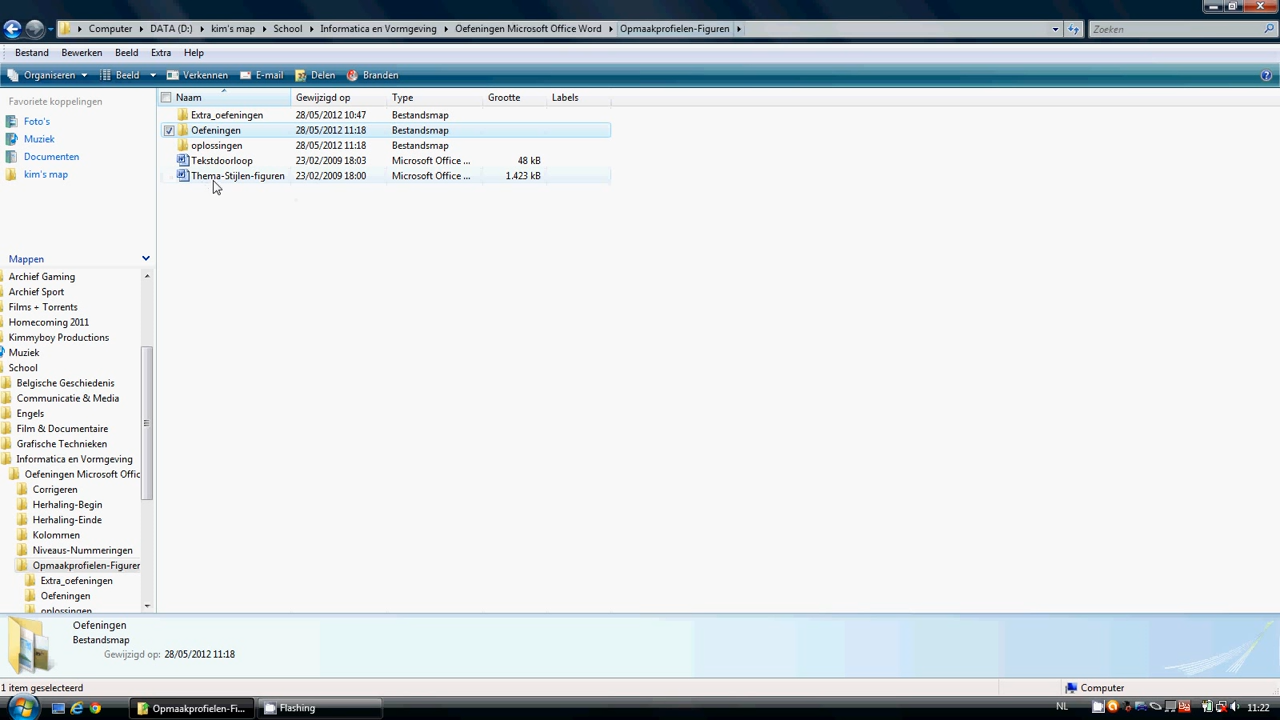 Computer DATA (D:) kim's map School Informatica en Vormgeving Oefeningen Microsoft Office Word Opmaakprofielen-Figuren Zoeken
Bestand Bewerken Beeld Extra Help
Organiseren Beeld Verkennen E-mail Delen Branden
Favoriete koppelingen
Foto's
Muziek
Documenten
kim's map
Mappen
Archief Gaming
Archief Sport
Films + Torrents
Homecoming 2011
Kimmyboy Productions
Muziek
School
Belgische Geschiedenis
Communicatie & Media
Engels
Film & Documentaire
Grafische Technieken
Informatica en Vormgeving
Oefeningen Microsoft Offic
Corrigeren
Herhaling-Begin
Herhaling-Einde
Kolommen
Niveaus-Nummeringen
Opmaakprofielen-Figuren
Extra_oefeningen
Oefeningen
oplossingen
Naam Gewijzigd op Type Grootte Labels
Extra_oefeningen 28/05/2012 10:47 Bestandsmap
Oefeningen 28/05/2012 11:18 Bestandsmap
oplossingen 28/05/2012 11:18 Bestandsmap
Tekstdoorloop 23/02/2009 18:03 Microsoft Office ... 48 kB
Thema-Stijlen-figuren 23/02/2009 18:00 Microsoft Office ... 1.423 kB
Oefeningen
Bestandsmap
Gewijzigd op: 28/05/2012 11:18
1 item geselecteerd Computer
Opmaakprofielen-Fi... Flashing NL 11:22